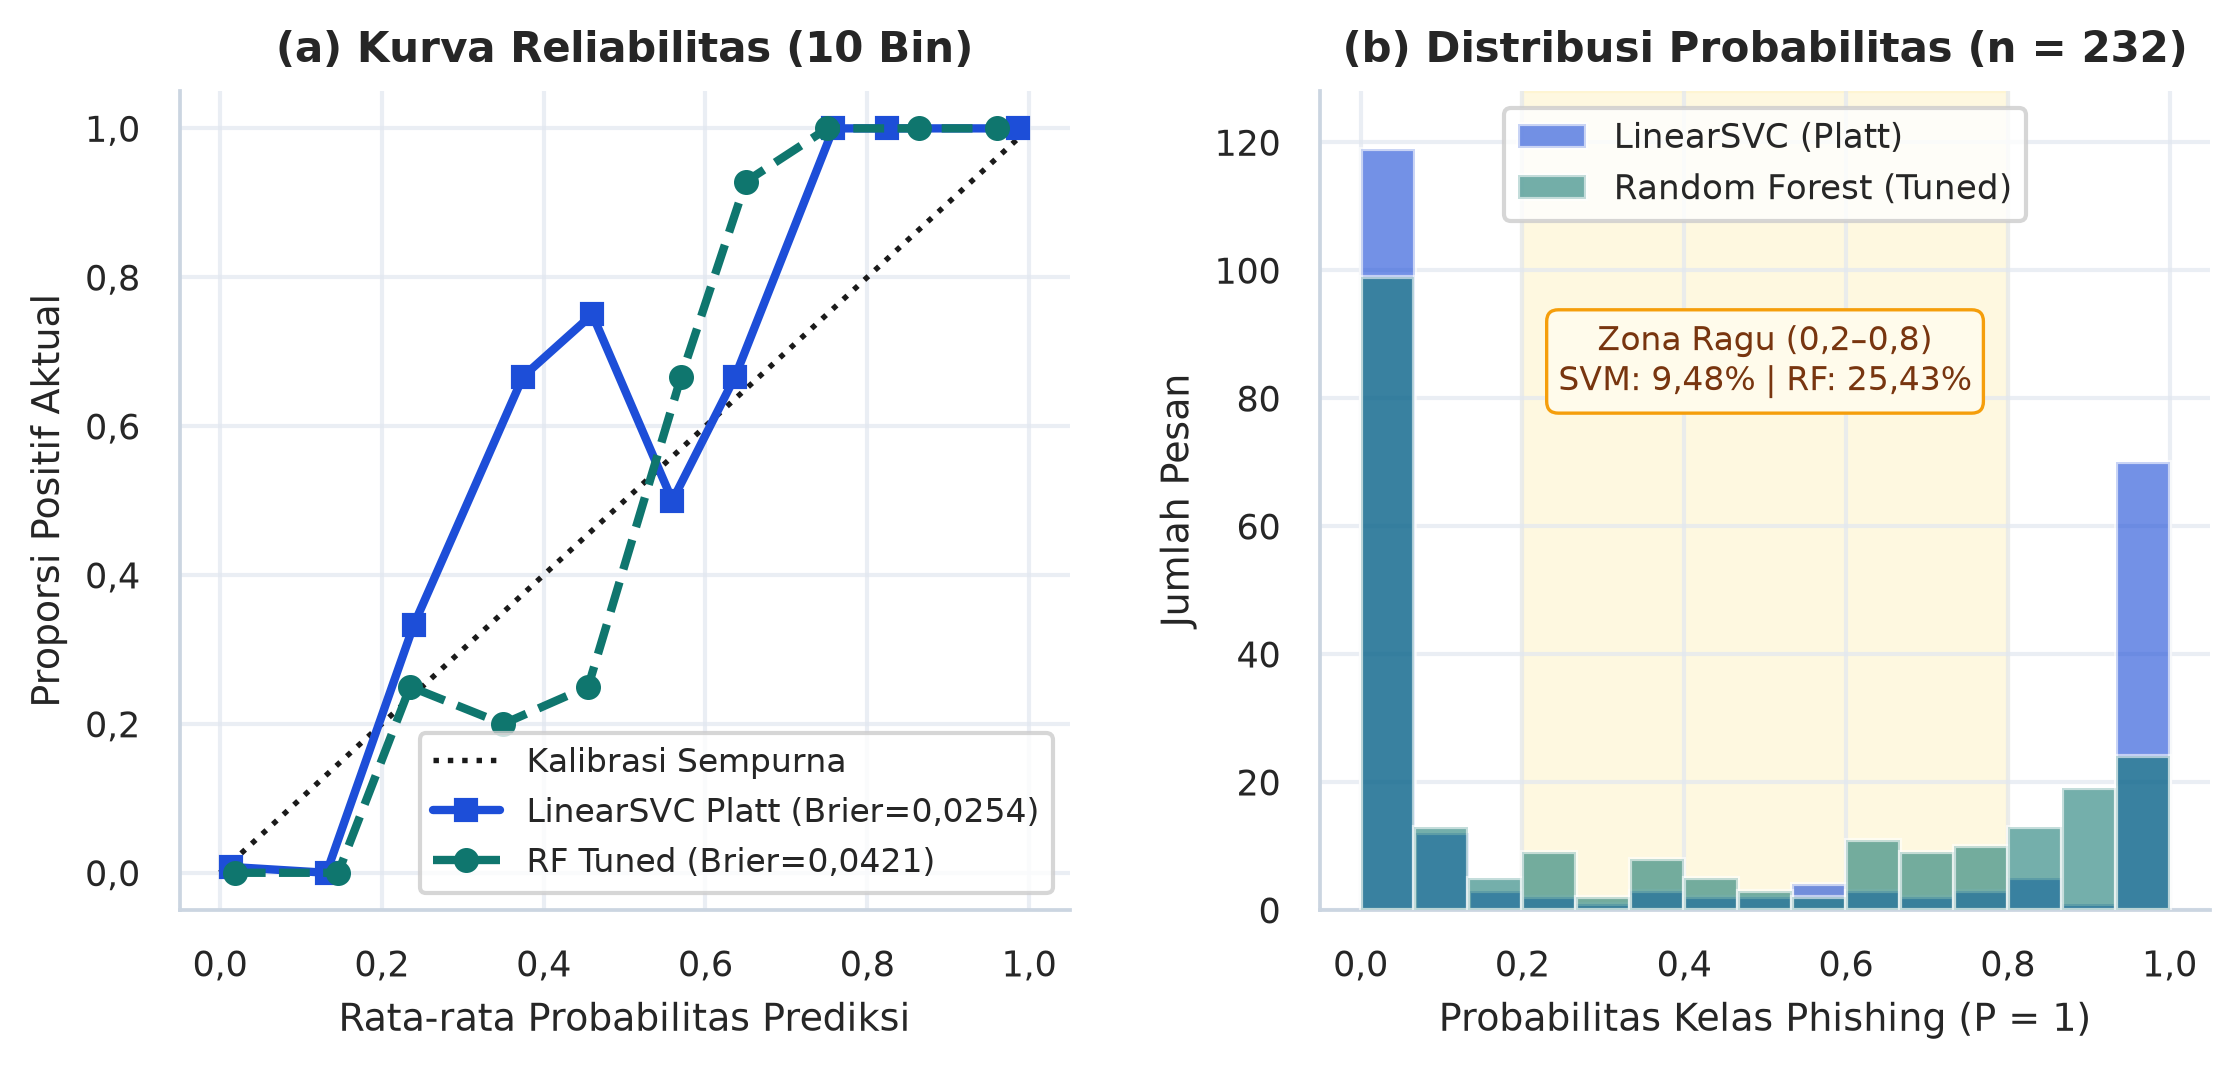 (a) Kurva Reliabilitas (10 Bin)
Proporsi Positif Aktual
1,0
0,8
0,6
0,4
0,2
0,0
Kalibrasi Sempurna
LinearSVC Platt (Brier=0,0254)
RF Tuned (Brier=0,0421)
0,0 0,2 0,4 0,6 0,8 1,0
Rata-rata Probabilitas Prediksi
(b) Distribusi Probabilitas (n = 232)
Jumlah Pesan
120
100
80
60
40
20
0
LinearSVC (Platt)
Random Forest (Tuned)
Zona Ragu (0,2–0,8)
SVM: 9,48% | RF: 25,43%
0,0 0,2 0,4 0,6 0,8 1,0
Probabilitas Kelas Phishing (P = 1)